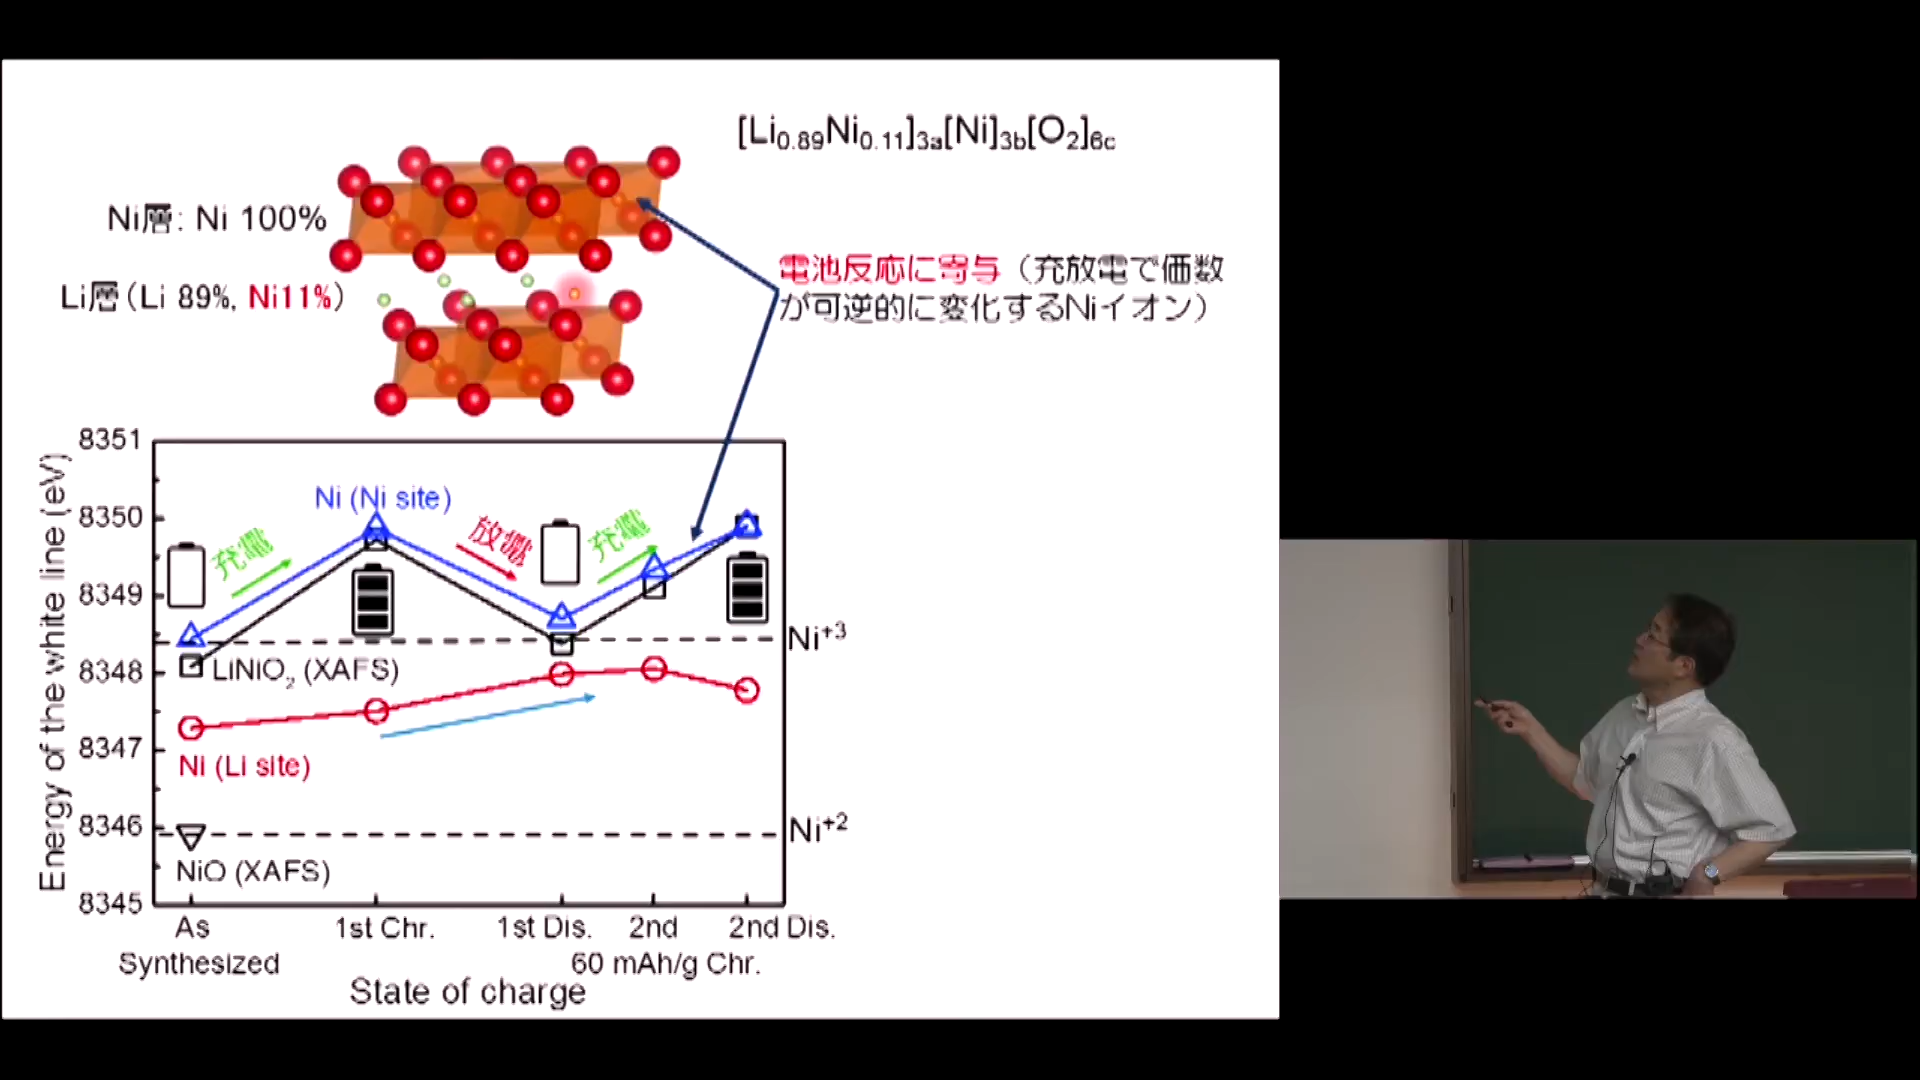 [Li0.89Ni0.11]3a[Ni]3b[O2]6c
Ni層: Ni 100%
Li層(Li 89%, Ni11%)
電池反応に寄与（充放電で価数
が可逆的に変化するNiイオン）
Energy of the white line (eV)
8351
8350
8349
8348
8347
8346
8345
Ni (Ni site)
充電
放電
充電
Ni+3
LiNiO2 (XAFS)
Ni (Li site)
Ni+2
NiO (XAFS)
As
Synthesized
1st Chr.
1st Dis.
2nd
60 mAh/g Chr.
2nd Dis.
State of charge